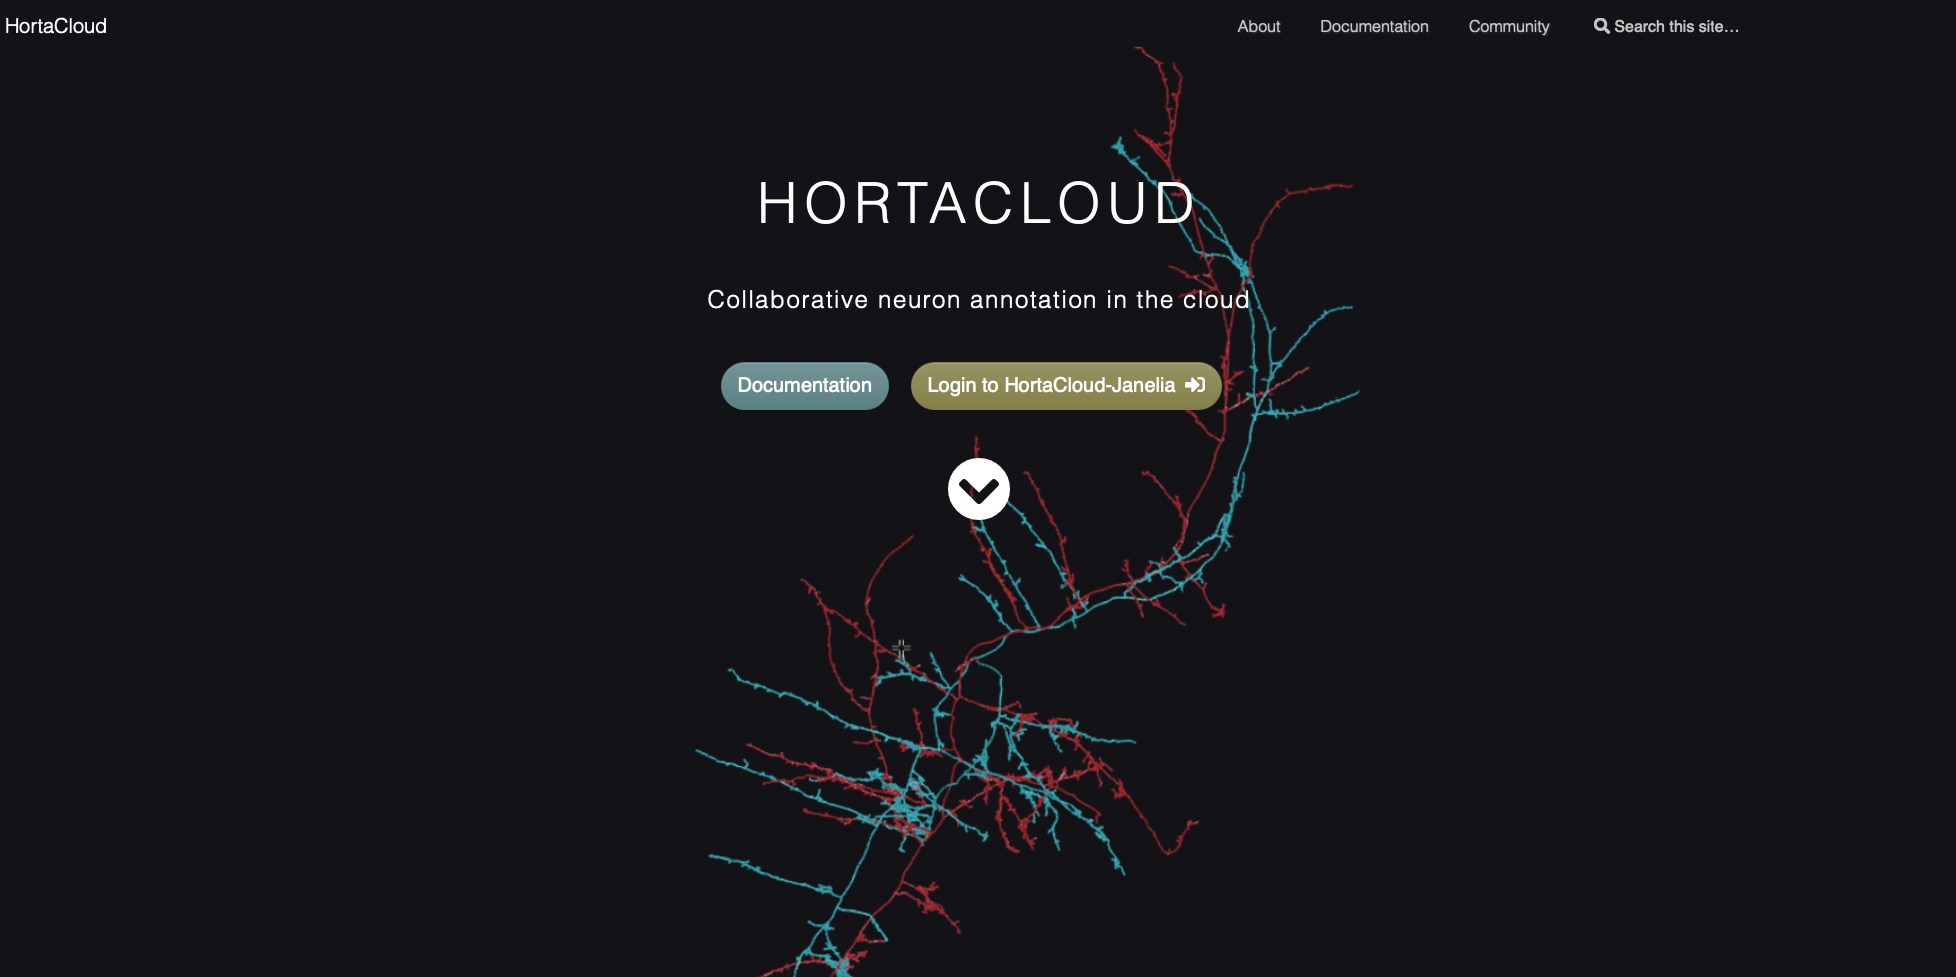 HortaCloud
About
Documentation
Community
Search this site…
HORTACLOUD
Collaborative neuron annotation in the cloud
Documentation
Login to HortaCloud-Janelia